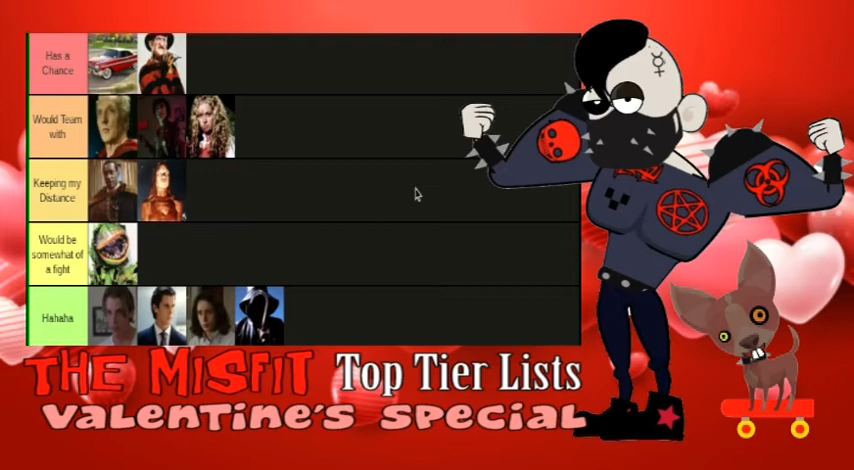 Has a
Chance
Would Team
with
Keeping my
Distance
Would be
somewhat of
a fight
Hahaha
THE MISFIT Top Tier Lists
VALENTINE'S SPECIAL